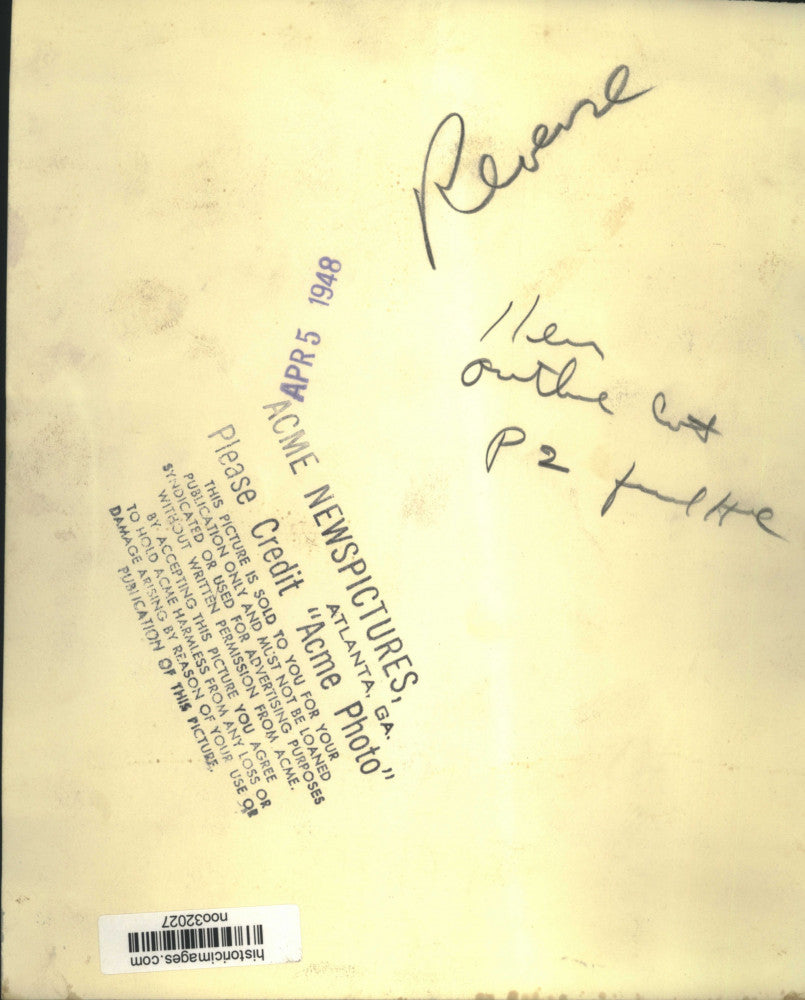 Reverse
APR 5 1948
ACME NEWSPICTURES,
ATLANTA, GA.
Please Credit "Acme Photo"
THIS PICTURE IS SOLD TO YOU FOR YOUR
PUBLICATION ONLY AND MUST NOT BE LOANED
SYNDICATED OR USED FOR ADVERTISING PURPOSES
WITHOUT WRITTEN PERMISSION FROM ACME.
BY ACCEPTING THIS PICTURE YOU AGREE
TO HOLD ACME HARMLESS FROM ANY LOSS OR
DAMAGE ARISING BY REASON OF YOUR USE OR
PUBLICATION OF THIS PICTURE.
outline cut
P 2
historicimages.com
noo32027